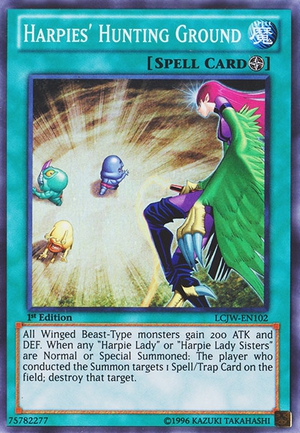 HARPIES' HUNTING GROUND
[SPELL CARD]
1st Edition
LCJW-EN102
All Winged Beast-Type monsters gain 200 ATK and
DEF. When any "Harpie Lady" or "Harpie Lady Sisters"
are Normal or Special Summoned: The player who
conducted the Summon targets 1 Spell/Trap Card on the
field; destroy that target.
75782277
©1996 KAZUKI TAKAHASHI